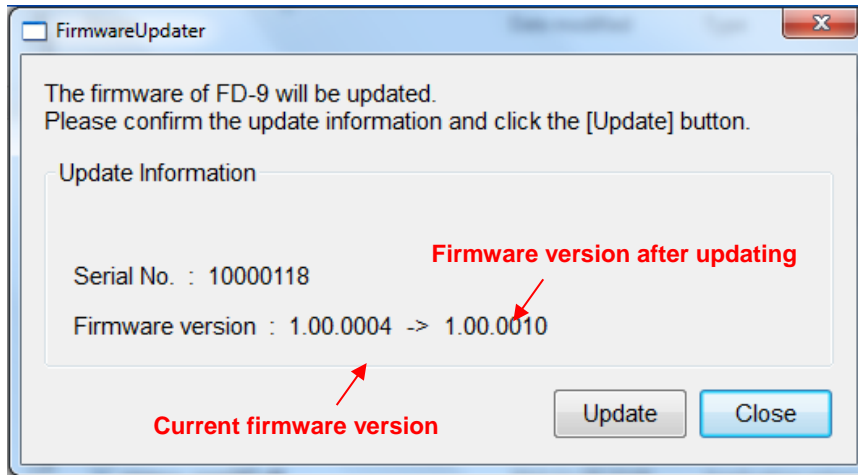 FirmwareUpdater
The firmware of FD-9 will be updated.
Please confirm the update information and click the [Update] button.
Update Information
Firmware version after updating
Serial No. : 10000118
Firmware version : 1.00.0004 -> 1.00.0010
Current firmware version
Update
Close